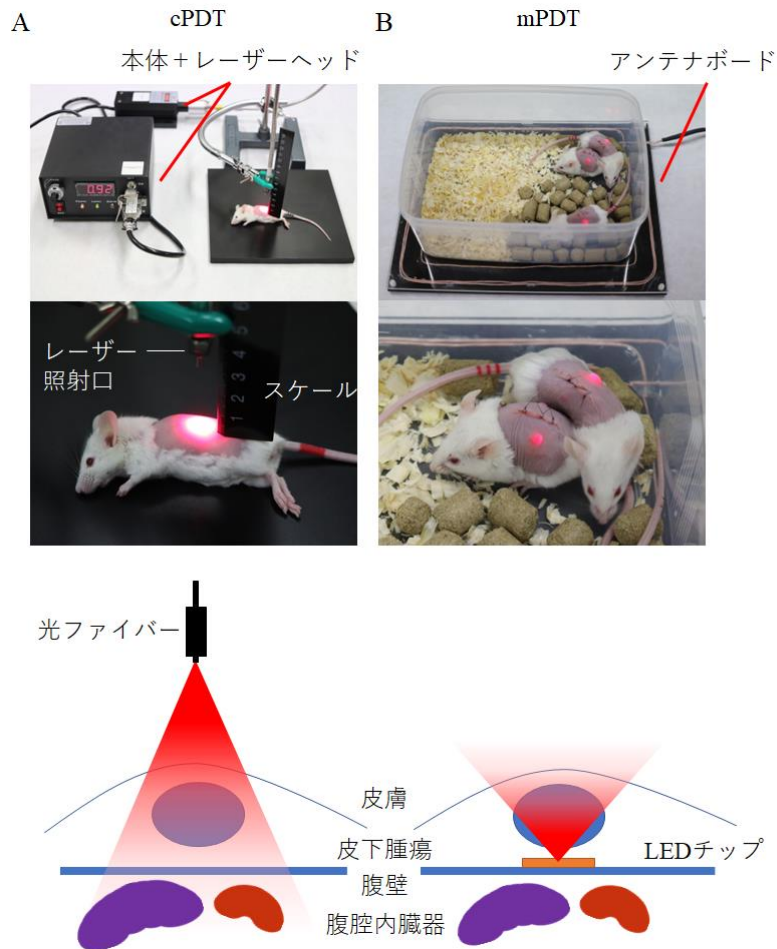 A cPDT
本体＋レーザーヘッド
0.92
レーザー
照射口
スケール
1 2 3 4 5 6
B mPDT
アンテナボード
光ファイバー
皮膚
皮下腫瘍
LEDチップ
腹壁
腹腔内臓器